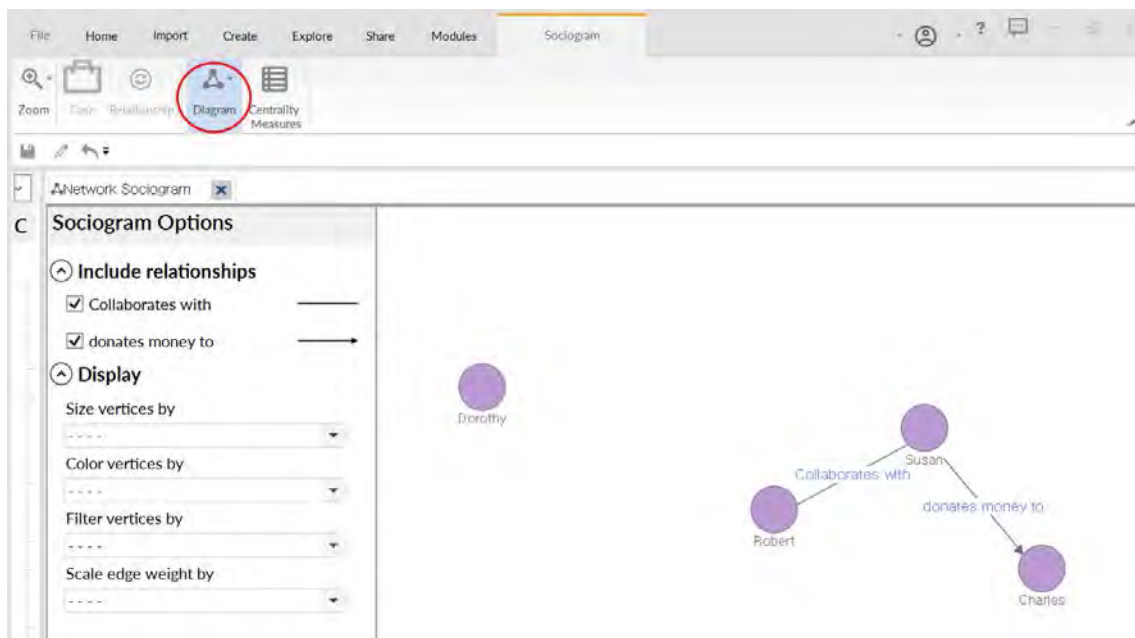 File Home Import Create Explore Share Modules Sociogram ?
Zoom Case Relationship Diagram Centrality
Measures
Network Sociogram
C
Sociogram Options
Include relationships
Collaborates with
donates money to
Display
Size vertices by
- - - -
Color vertices by
- - - -
Filter vertices by
- - - -
Scale edge weight by
- - - -
Dorothy
Susan
Collaborates with
donates money to
Robert
Charles